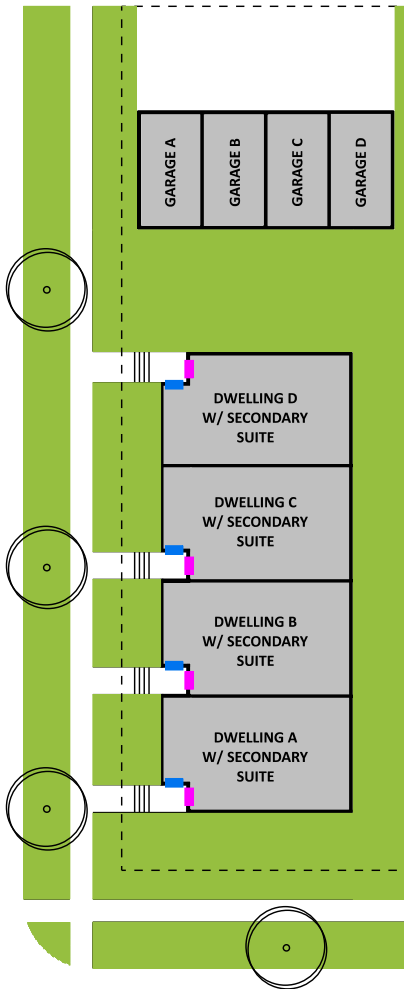 GARAGE A
GARAGE B
GARAGE C
GARAGE D
DWELLING D
W/ SECONDARY
SUITE
DWELLING C
W/ SECONDARY
SUITE
DWELLING B
W/ SECONDARY
SUITE
DWELLING A
W/ SECONDARY
SUITE